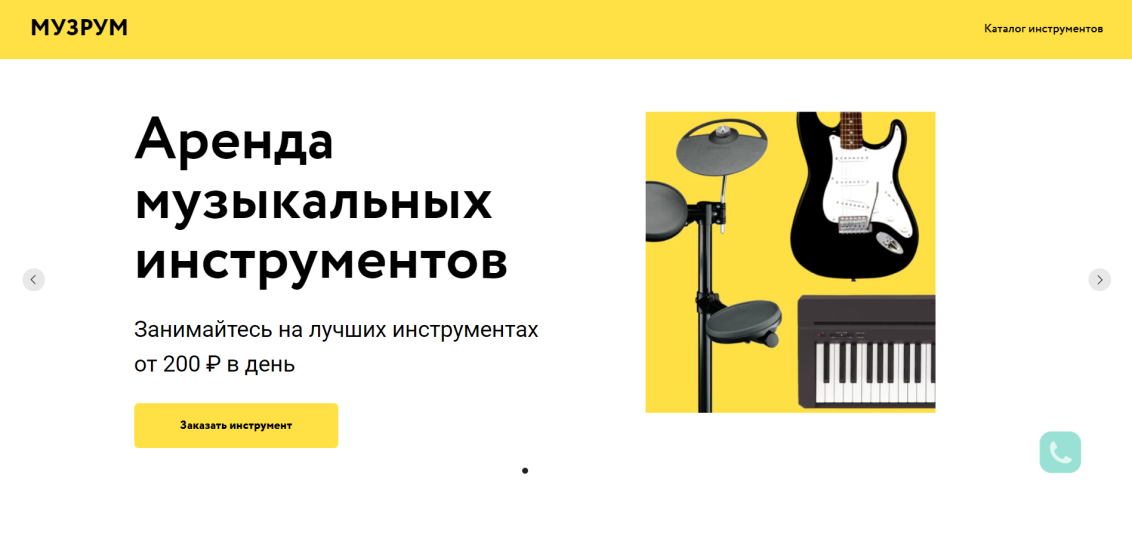 МУЗРУМ
Каталог инструментов
Аренда
музыкальных
инструментов
Занимайтесь на лучших инструментах
от 200 ₽ в день
Заказать инструмент